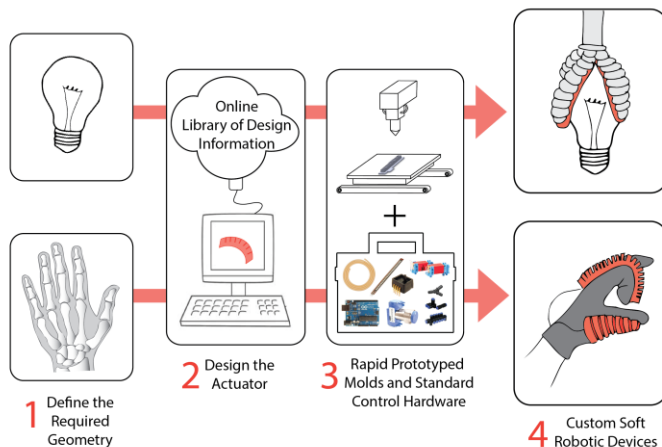 Online
Library of Design
Information
+
1 Define the
Required
Geometry
2 Design the
Actuator
3 Rapid Prototyped
Molds and Standard
Control Hardware
4 Custom Soft
Robotic Devices